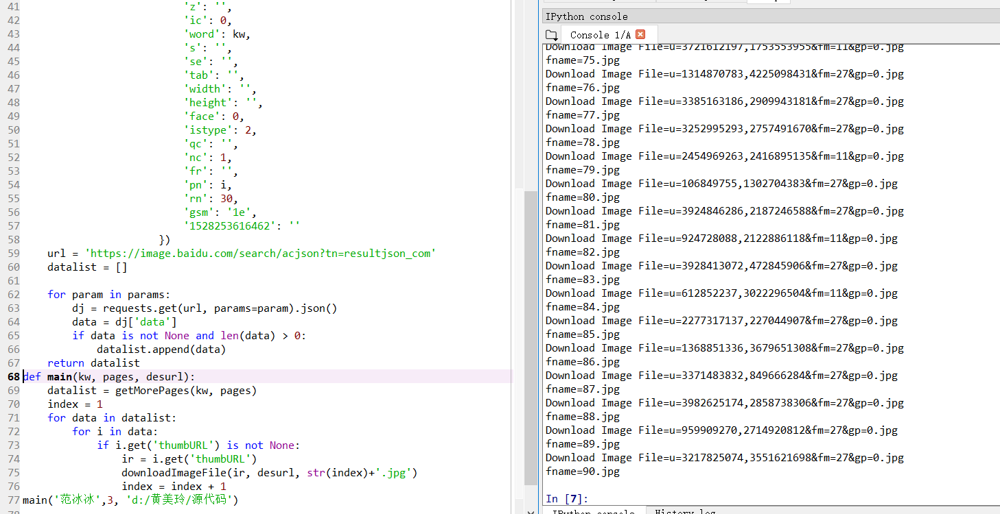 41 'z': '',
42 'ic': 0,
43 'word': kw,
44 's': '',
45 'se': '',
46 'tab': '',
47 'width': '',
48 'height': '',
49 'face': 0,
50 'istype': 2,
51 'qc': '',
52 'nc': 1,
53 'fr': '',
54 'pn': i,
55 'rn': 30,
56 'gsm': '1e',
57 '1528253616462': ''
58 })
59 url = 'https://image.baidu.com/search/acjson?tn=resultjson_com'
60 datalist = []
61
62 for param in params:
63 dj = requests.get(url, params=param).json()
64 data = dj['data']
65 if data is not None and len(data) > 0:
66 datalist.append(data)
67 return datalist
68 def main(kw, pages, desurl):
69 datalist = getMorePages(kw, pages)
70 index = 1
71 for data in datalist:
72 for i in data:
73 if i.get('thumbURL') is not None:
74 ir = i.get('thumbURL')
75 downloadImageFile(ir, desurl, str(index)+'.jpg')
76 index = index + 1
77 main('范冰冰',3, 'd:/黄美玲/源代码')
78
IPython console
Console 1/A
Download Image File=u=3721612197,1753553955&fm=11&gp=0.jpg
fname=75.jpg
Download Image File=u=1314870783,4225098431&fm=27&gp=0.jpg
fname=76.jpg
Download Image File=u=3385163186,2909943181&fm=27&gp=0.jpg
fname=77.jpg
Download Image File=u=3252995293,2757491670&fm=27&gp=0.jpg
fname=78.jpg
Download Image File=u=2454969263,2416895135&fm=11&gp=0.jpg
fname=79.jpg
Download Image File=u=106849755,1302704383&fm=27&gp=0.jpg
fname=80.jpg
Download Image File=u=3924846286,2187246588&fm=27&gp=0.jpg
fname=81.jpg
Download Image File=u=924728088,2122886118&fm=11&gp=0.jpg
fname=82.jpg
Download Image File=u=3928413072,472845906&fm=27&gp=0.jpg
fname=83.jpg
Download Image File=u=612852237,3022296504&fm=11&gp=0.jpg
fname=84.jpg
Download Image File=u=2277317137,227044907&fm=27&gp=0.jpg
fname=85.jpg
Download Image File=u=1368851336,3679651308&fm=27&gp=0.jpg
fname=86.jpg
Download Image File=u=3371483832,849666284&fm=27&gp=0.jpg
fname=87.jpg
Download Image File=u=3982625174,2858738306&fm=27&gp=0.jpg
fname=88.jpg
Download Image File=u=959909270,2714920812&fm=27&gp=0.jpg
fname=89.jpg
Download Image File=u=3217825074,3551621698&fm=27&gp=0.jpg
fname=90.jpg
In [7]:
IPython console
History log